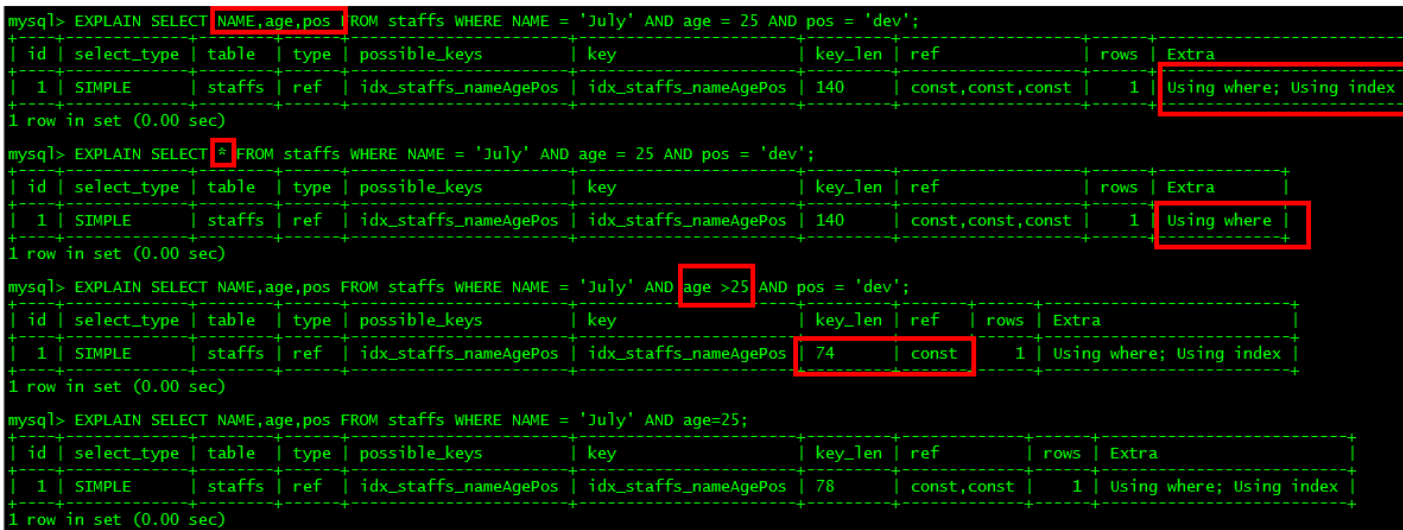 mysql> EXPLAIN SELECT NAME,age,pos FROM staffs WHERE NAME = 'July' AND age = 25 AND pos = 'dev';
| id | select_type | table | type | possible_keys | key | key_len | ref | rows | Extra
| 1 | SIMPLE | staffs | ref | idx_staffs_nameAgePos | idx_staffs_nameAgePos | 140 | const,const,const | 1 | Using where; Using index
1 row in set (0.00 sec)
mysql> EXPLAIN SELECT * FROM staffs WHERE NAME = 'July' AND age = 25 AND pos = 'dev';
| id | select_type | table | type | possible_keys | key | key_len | ref | rows | Extra |
| 1 | SIMPLE | staffs | ref | idx_staffs_nameAgePos | idx_staffs_nameAgePos | 140 | const,const,const | 1 | Using where |
1 row in set (0.00 sec)
mysql> EXPLAIN SELECT NAME,age,pos FROM staffs WHERE NAME = 'July' AND age >25 AND pos = 'dev';
| id | select_type | table | type | possible_keys | key | key_len | ref | rows | Extra |
| 1 | SIMPLE | staffs | ref | idx_staffs_nameAgePos | idx_staffs_nameAgePos | 74 | const | 1 | Using where; Using index |
1 row in set (0.00 sec)
mysql> EXPLAIN SELECT NAME,age,pos FROM staffs WHERE NAME = 'July' AND age=25;
| id | select_type | table | type | possible_keys | key | key_len | ref | rows | Extra |
| 1 | SIMPLE | staffs | ref | idx_staffs_nameAgePos | idx_staffs_nameAgePos | 78 | const,const | 1 | Using where; Using index |
1 row in set (0.00 sec)